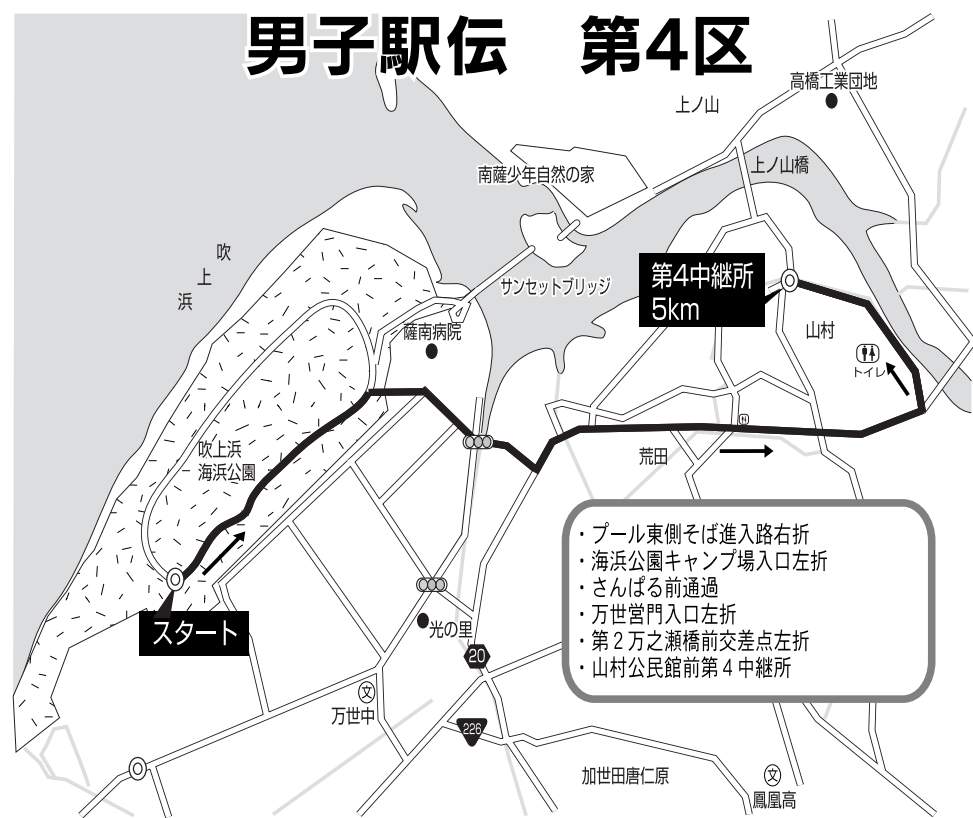 男子駅伝　第4区
高橋工業団地
上ノ山
上ノ山橋
南薩少年自然の家
吹上浜
サンセットブリッジ
第4中継所
5km
山村
薩南病院
トイレ
吹上浜
海浜公園
荒田
・プール東側そば進入路右折
・海浜公園キャンプ場入口左折
・さんぱる前通過
・万世営門入口左折
・第２万之瀬橋前交差点左折
・山村公民館前第４中継所
スタート
光の里
20
文
万世中
226
加世田唐仁原
文
鳳凰高